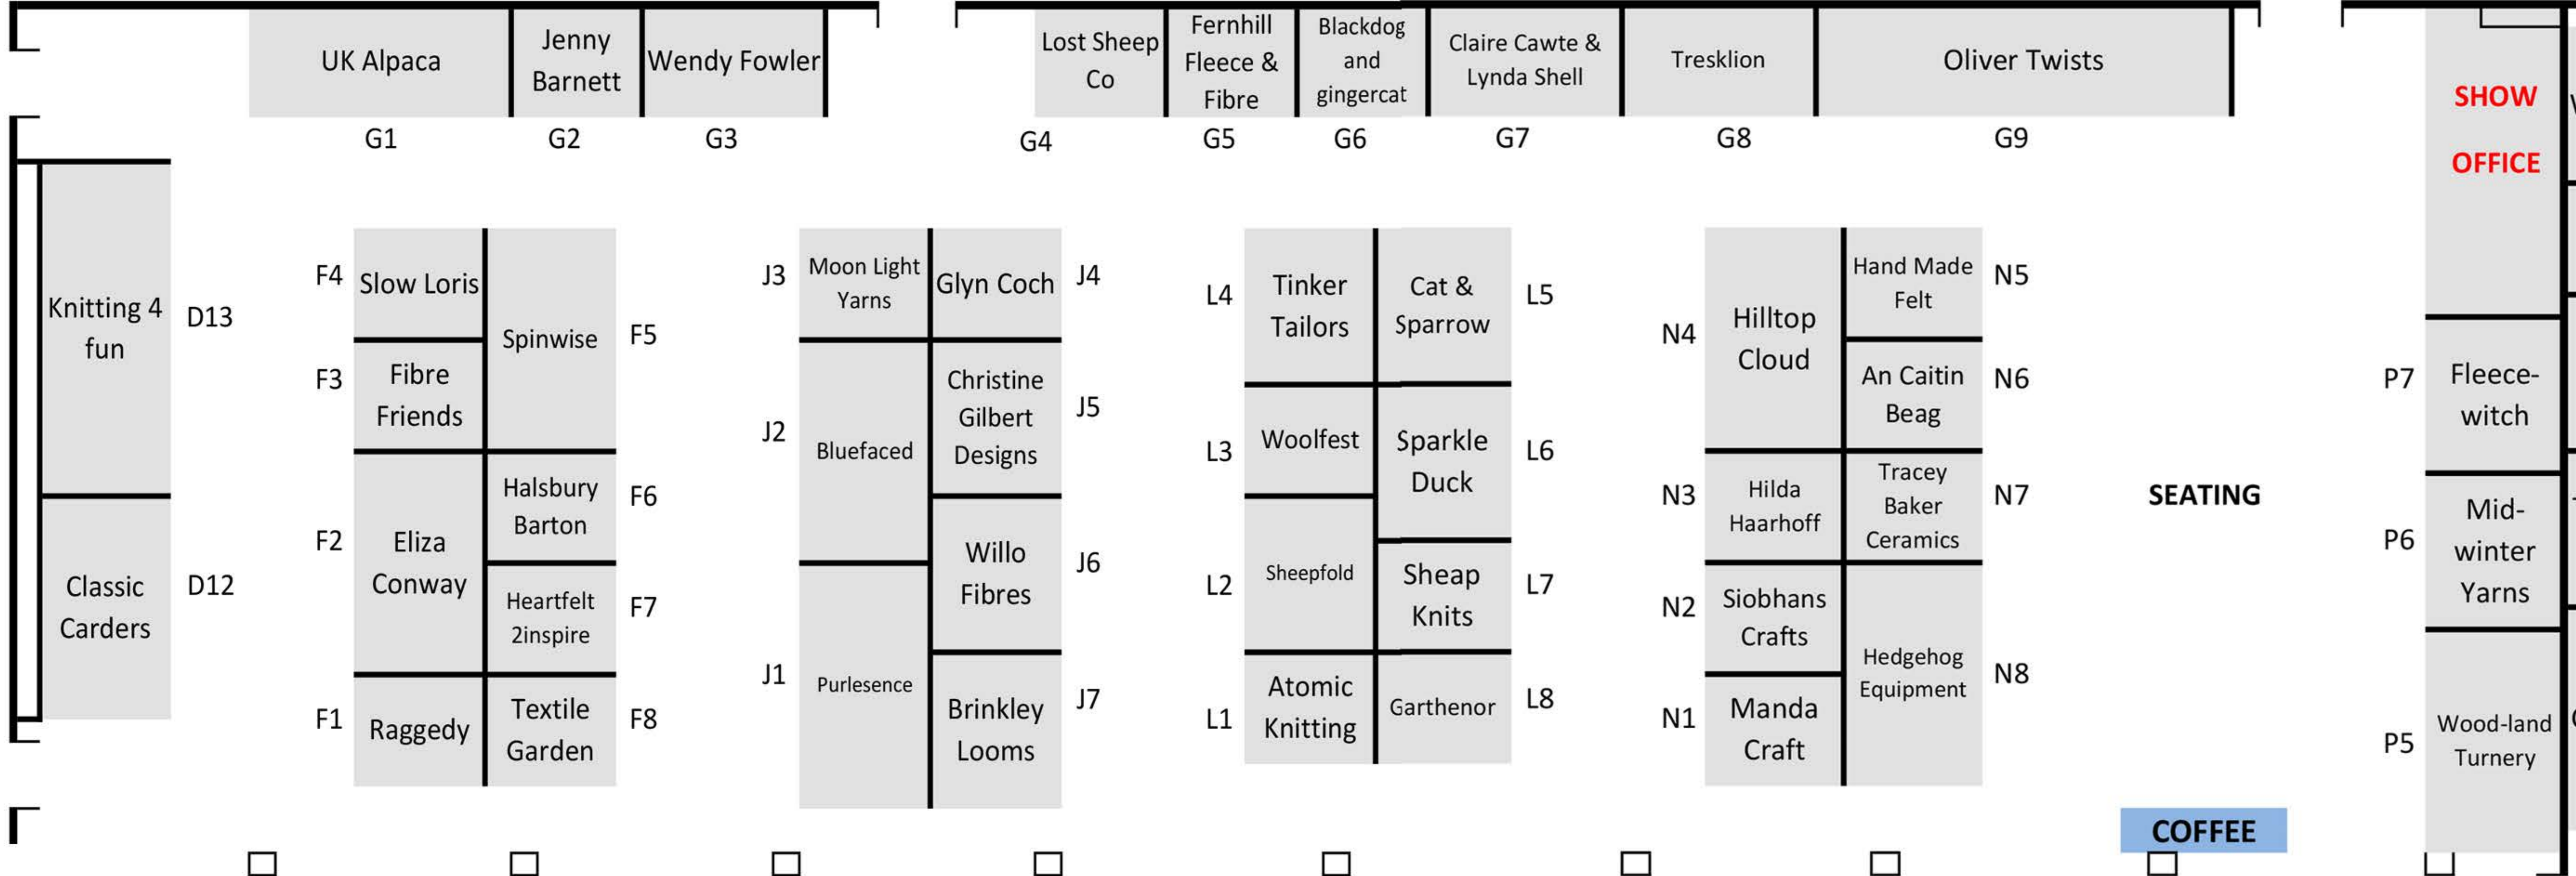 UK Alpaca
Jenny
Barnett
Wendy Fowler
Lost Sheep
Co
Fernhill
Fleece &
Fibre
Blackdog
and
gingercat
Claire Cawte &
Lynda Shell
Tresklion
Oliver Twists
SHOW
OFFICE
G1
G2
G3
G4
G5
G6
G7
G8
G9
Knitting 4
fun
D13
Classic
Carders
D12
F4
Slow Loris
F3
Fibre
Friends
F2
Eliza
Conway
F1
Raggedy
Spinwise
F5
Halsbury
Barton
F6
Heartfelt
2inspire
F7
Textile
Garden
F8
J3
Moon Light
Yarns
J2
Bluefaced
J1
Purlesence
Glyn Coch
J4
Christine
Gilbert
Designs
J5
Willo
Fibres
J6
Brinkley
Looms
J7
L4
Tinker
Tailors
L3
Woolfest
L2
Sheepfold
L1
Atomic
Knitting
Cat &
Sparrow
L5
Sparkle
Duck
L6
Sheap
Knits
L7
Garthenor
L8
N4
Hilltop
Cloud
N3
Hilda
Haarhoff
N2
Siobhans
Crafts
N1
Manda
Craft
Hand Made
Felt
N5
An Caitin
Beag
N6
Tracey
Baker
Ceramics
N7
Hedgehog
Equipment
N8
SEATING
COFFEE
P7
Fleece-
witch
P6
Mid-
winter
Yarns
P5
Wood-land
Turnery